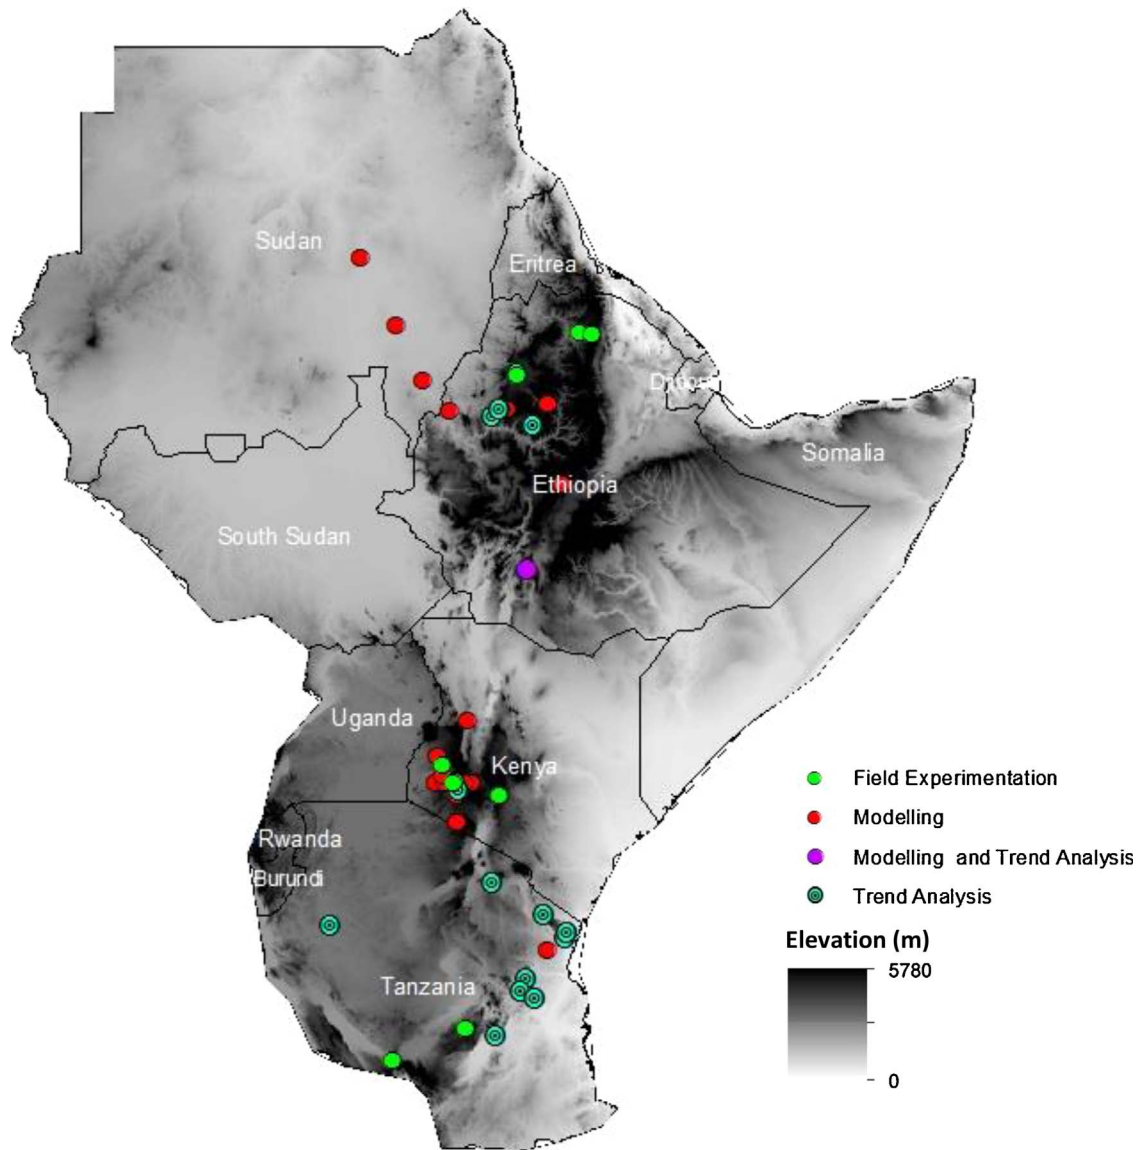 Sudan
Eritrea
Djibouti
Somalia
Ethiopia
South Sudan
Uganda
Kenya
Rwanda
Burundi
Tanzania
Field Experimentation
Modelling
Modelling and Trend Analysis
Trend Analysis
Elevation (m)
5780
0